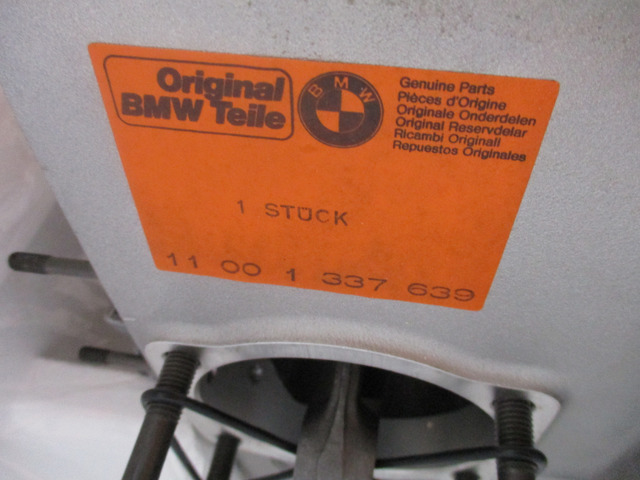 Original
BMW Teile
BMW
Genuine Parts
Pièces d'Origine
Originale Onderdelen
Original Reservdelar
Ricambi Originali
Repuestos Originales
1 STÜCK
11 00 1 337 639